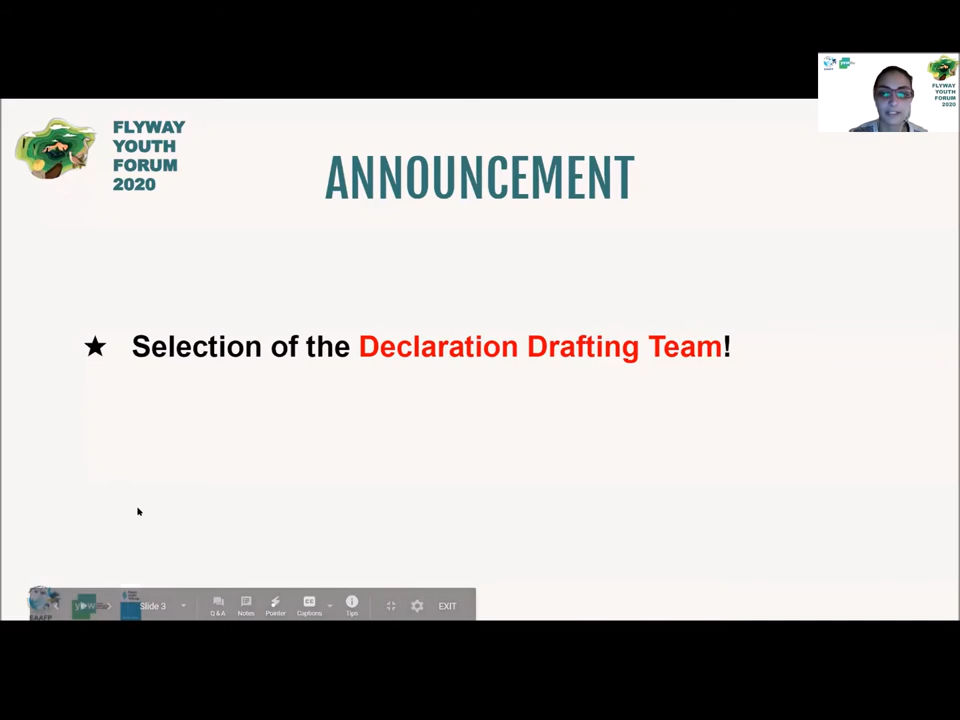 FLYWAY
YOUTH
FORUM
2020
ANNOUNCEMENT
FLYWAY
YOUTH
FORUM
2020
★ Selection of the Declaration Drafting Team!
Slide 3
Q & A
Notes
Pointer
Captions
Tips
EXIT
EAAFP